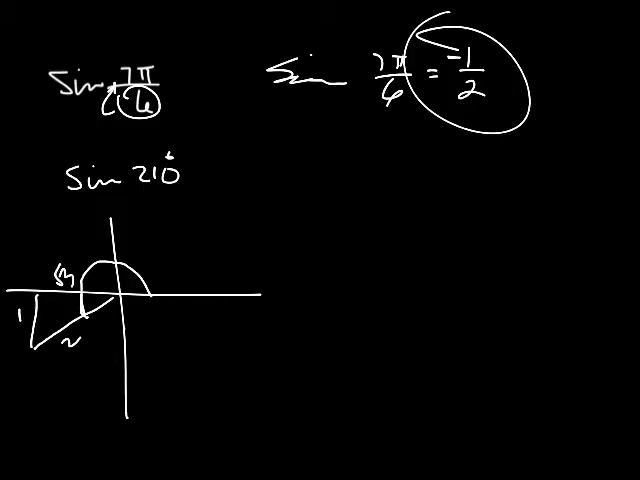 sin 7π/6
sin 7π/6 = -1/2
sin 210°
√3
1
2